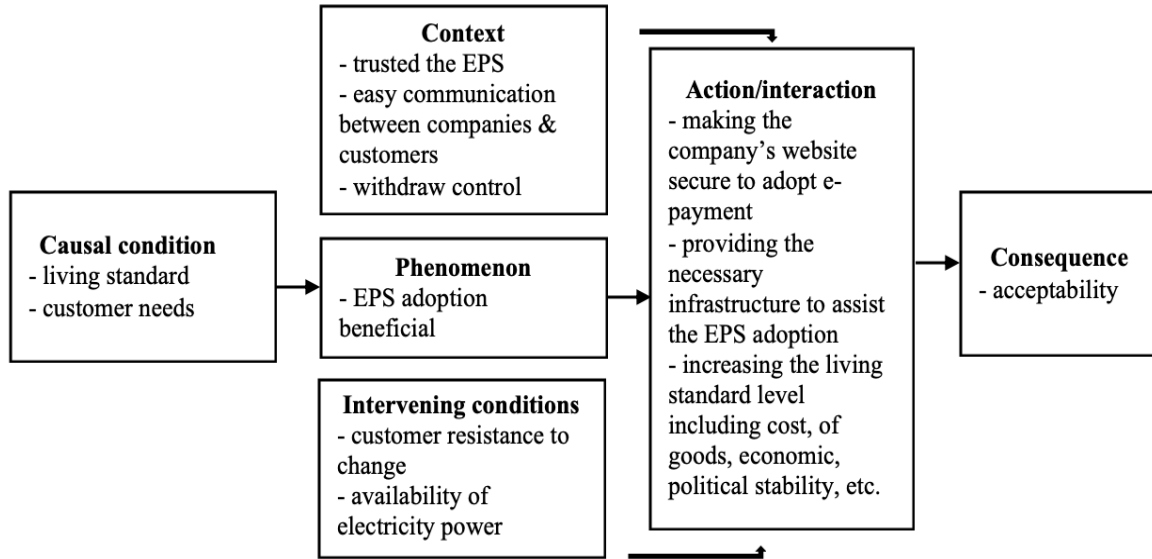 Context
- trusted the EPS
- easy communication
between companies &
customers
- withdraw control
Causal condition
- living standard
- customer needs
Phenomenon
- EPS adoption
beneficial
Intervening conditions
- customer resistance to
change
- availability of
electricity power
Action/interaction
- making the
company’s website
secure to adopt e-
payment
- providing the
necessary
infrastructure to assist
the EPS adoption
- increasing the living
standard level
including cost, of
goods, economic,
political stability, etc.
Consequence
- acceptability